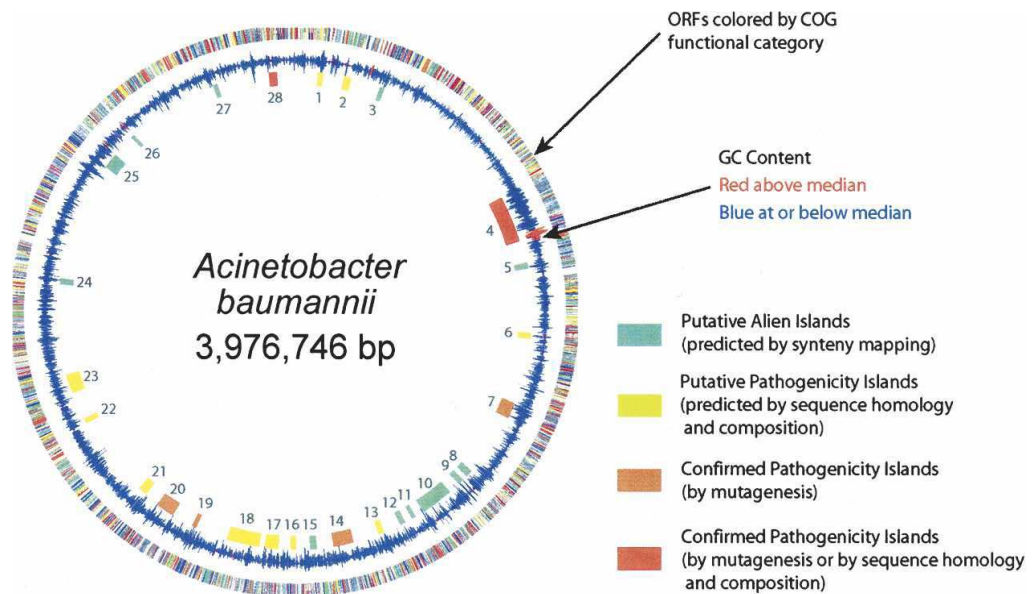 ORFs colored by COG
functional category
GC Content
Red above median
Blue at or below median
Acinetobacter
baumannii
3,976,746 bp
Putative Alien Islands
(predicted by synteny mapping)
Putative Pathogenicity Islands
(predicted by sequence homology
and composition)
Confirmed Pathogenicity Islands
(by mutagenesis)
Confirmed Pathogenicity Islands
(by mutagenesis or by sequence homology
and composition)
1
2
3
4
5
6
7
8
9
10
11
12
13
14
15
16
17
18
19
20
21
22
23
24
25
26
27
28